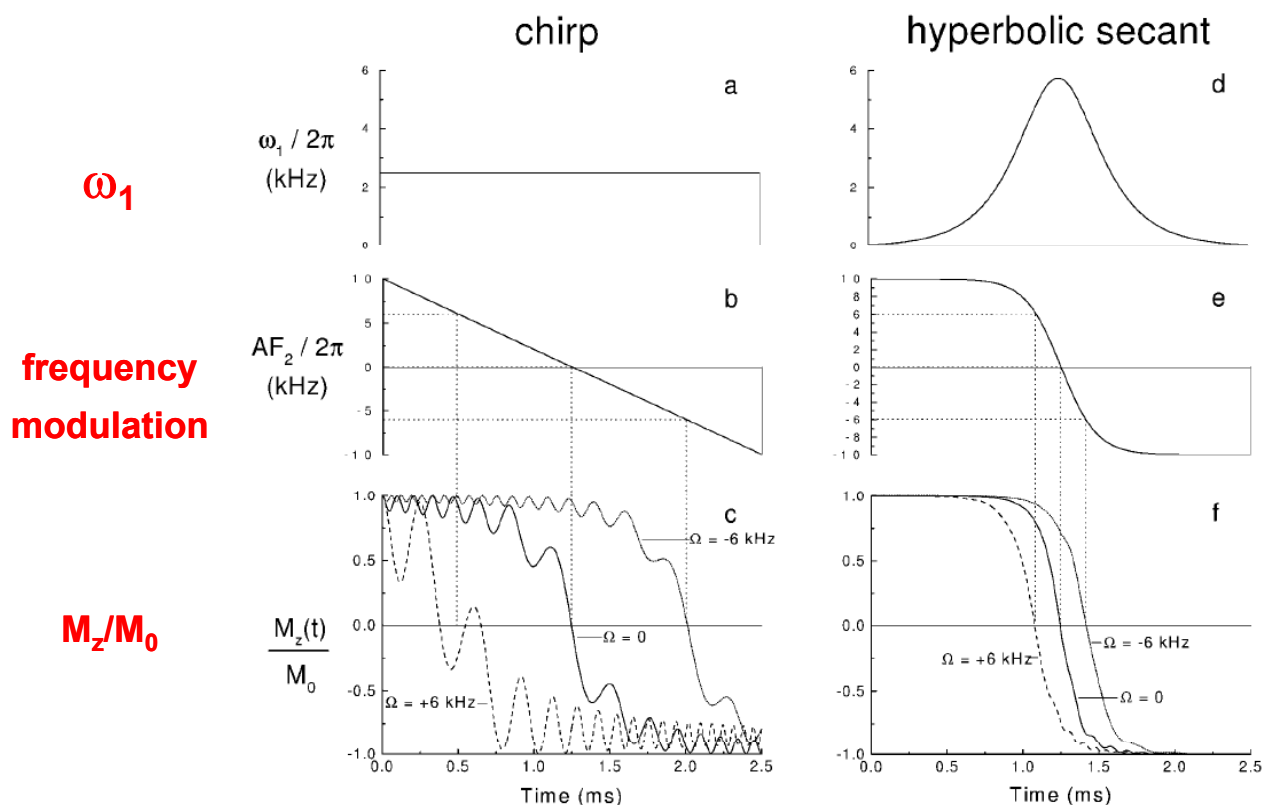 chirp
hyperbolic secant
ω₁
ω₁ / 2π
(kHz)
6
4
2
0
a
6
4
2
0
d
frequency
modulation
AF₂ / 2π
(kHz)
10
5
0
-5
-10
b
10
8
6
4
2
0
-2
-4
-6
-8
-10
e
M_z/M₀
M_z(t)
M₀
1.0
0.5
0.0
-0.5
-1.0
c
Ω = -6 kHz
Ω = 0
Ω = +6 kHz
0.0 0.5 1.0 1.5 2.0 2.5
Time (ms)
1.0
0.5
0.0
-0.5
-1.0
f
Ω = -6 kHz
Ω = +6 kHz
Ω = 0
0.0 0.5 1.0 1.5 2.0 2.5
Time (ms)